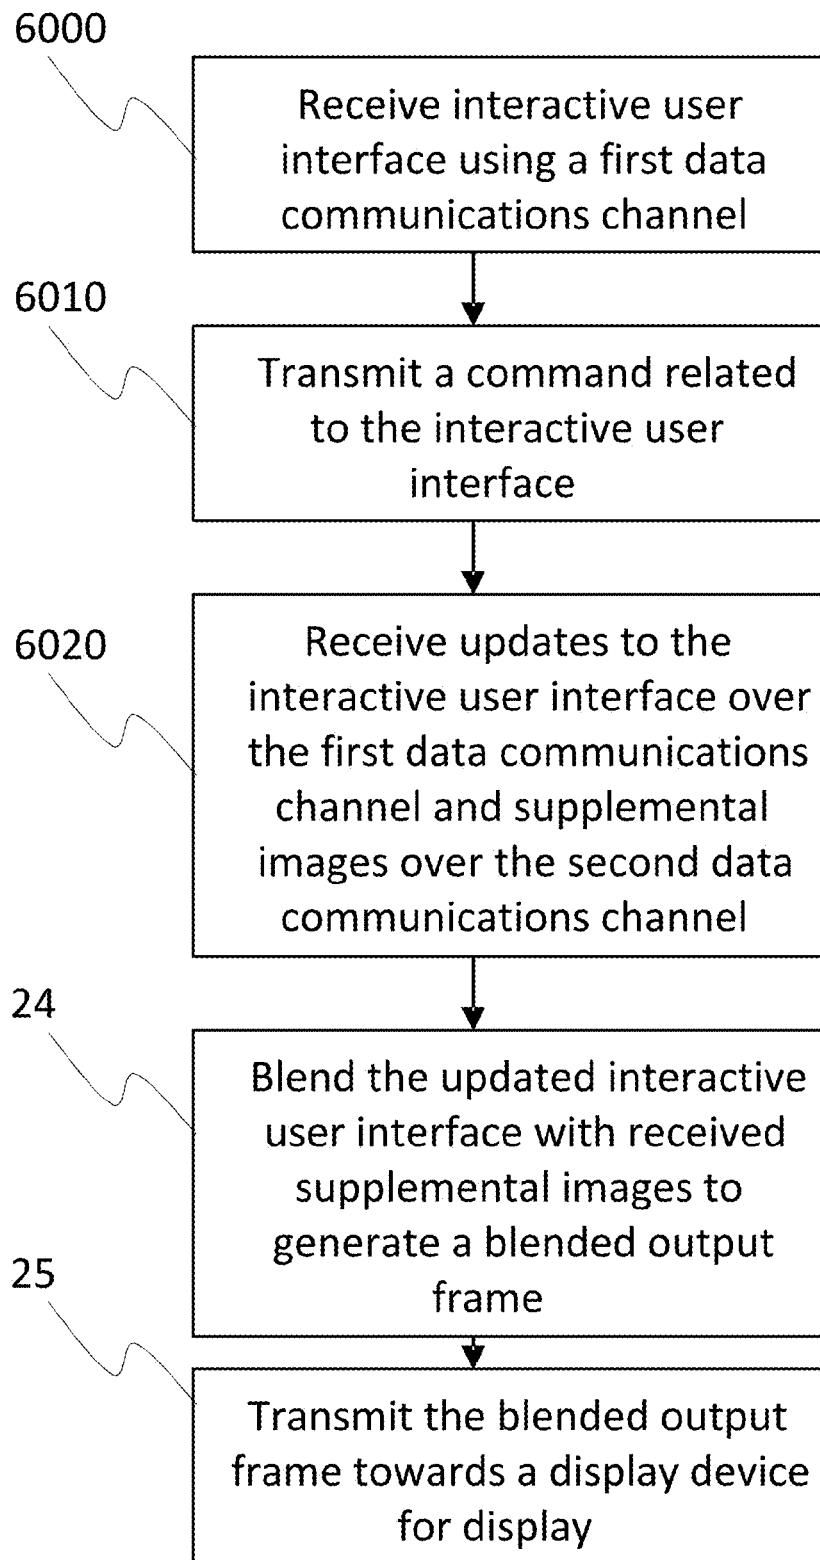 6000
Receive interactive user
interface using a first data
communications channel
6010
Transmit a command related
to the interactive user
interface
6020
Receive updates to the
interactive user interface over
the first data communications
channel and supplemental
images over the second data
communications channel
24
Blend the updated interactive
user interface with received
supplemental images to
generate a blended output
frame
25
Transmit the blended output
frame towards a display device
for display